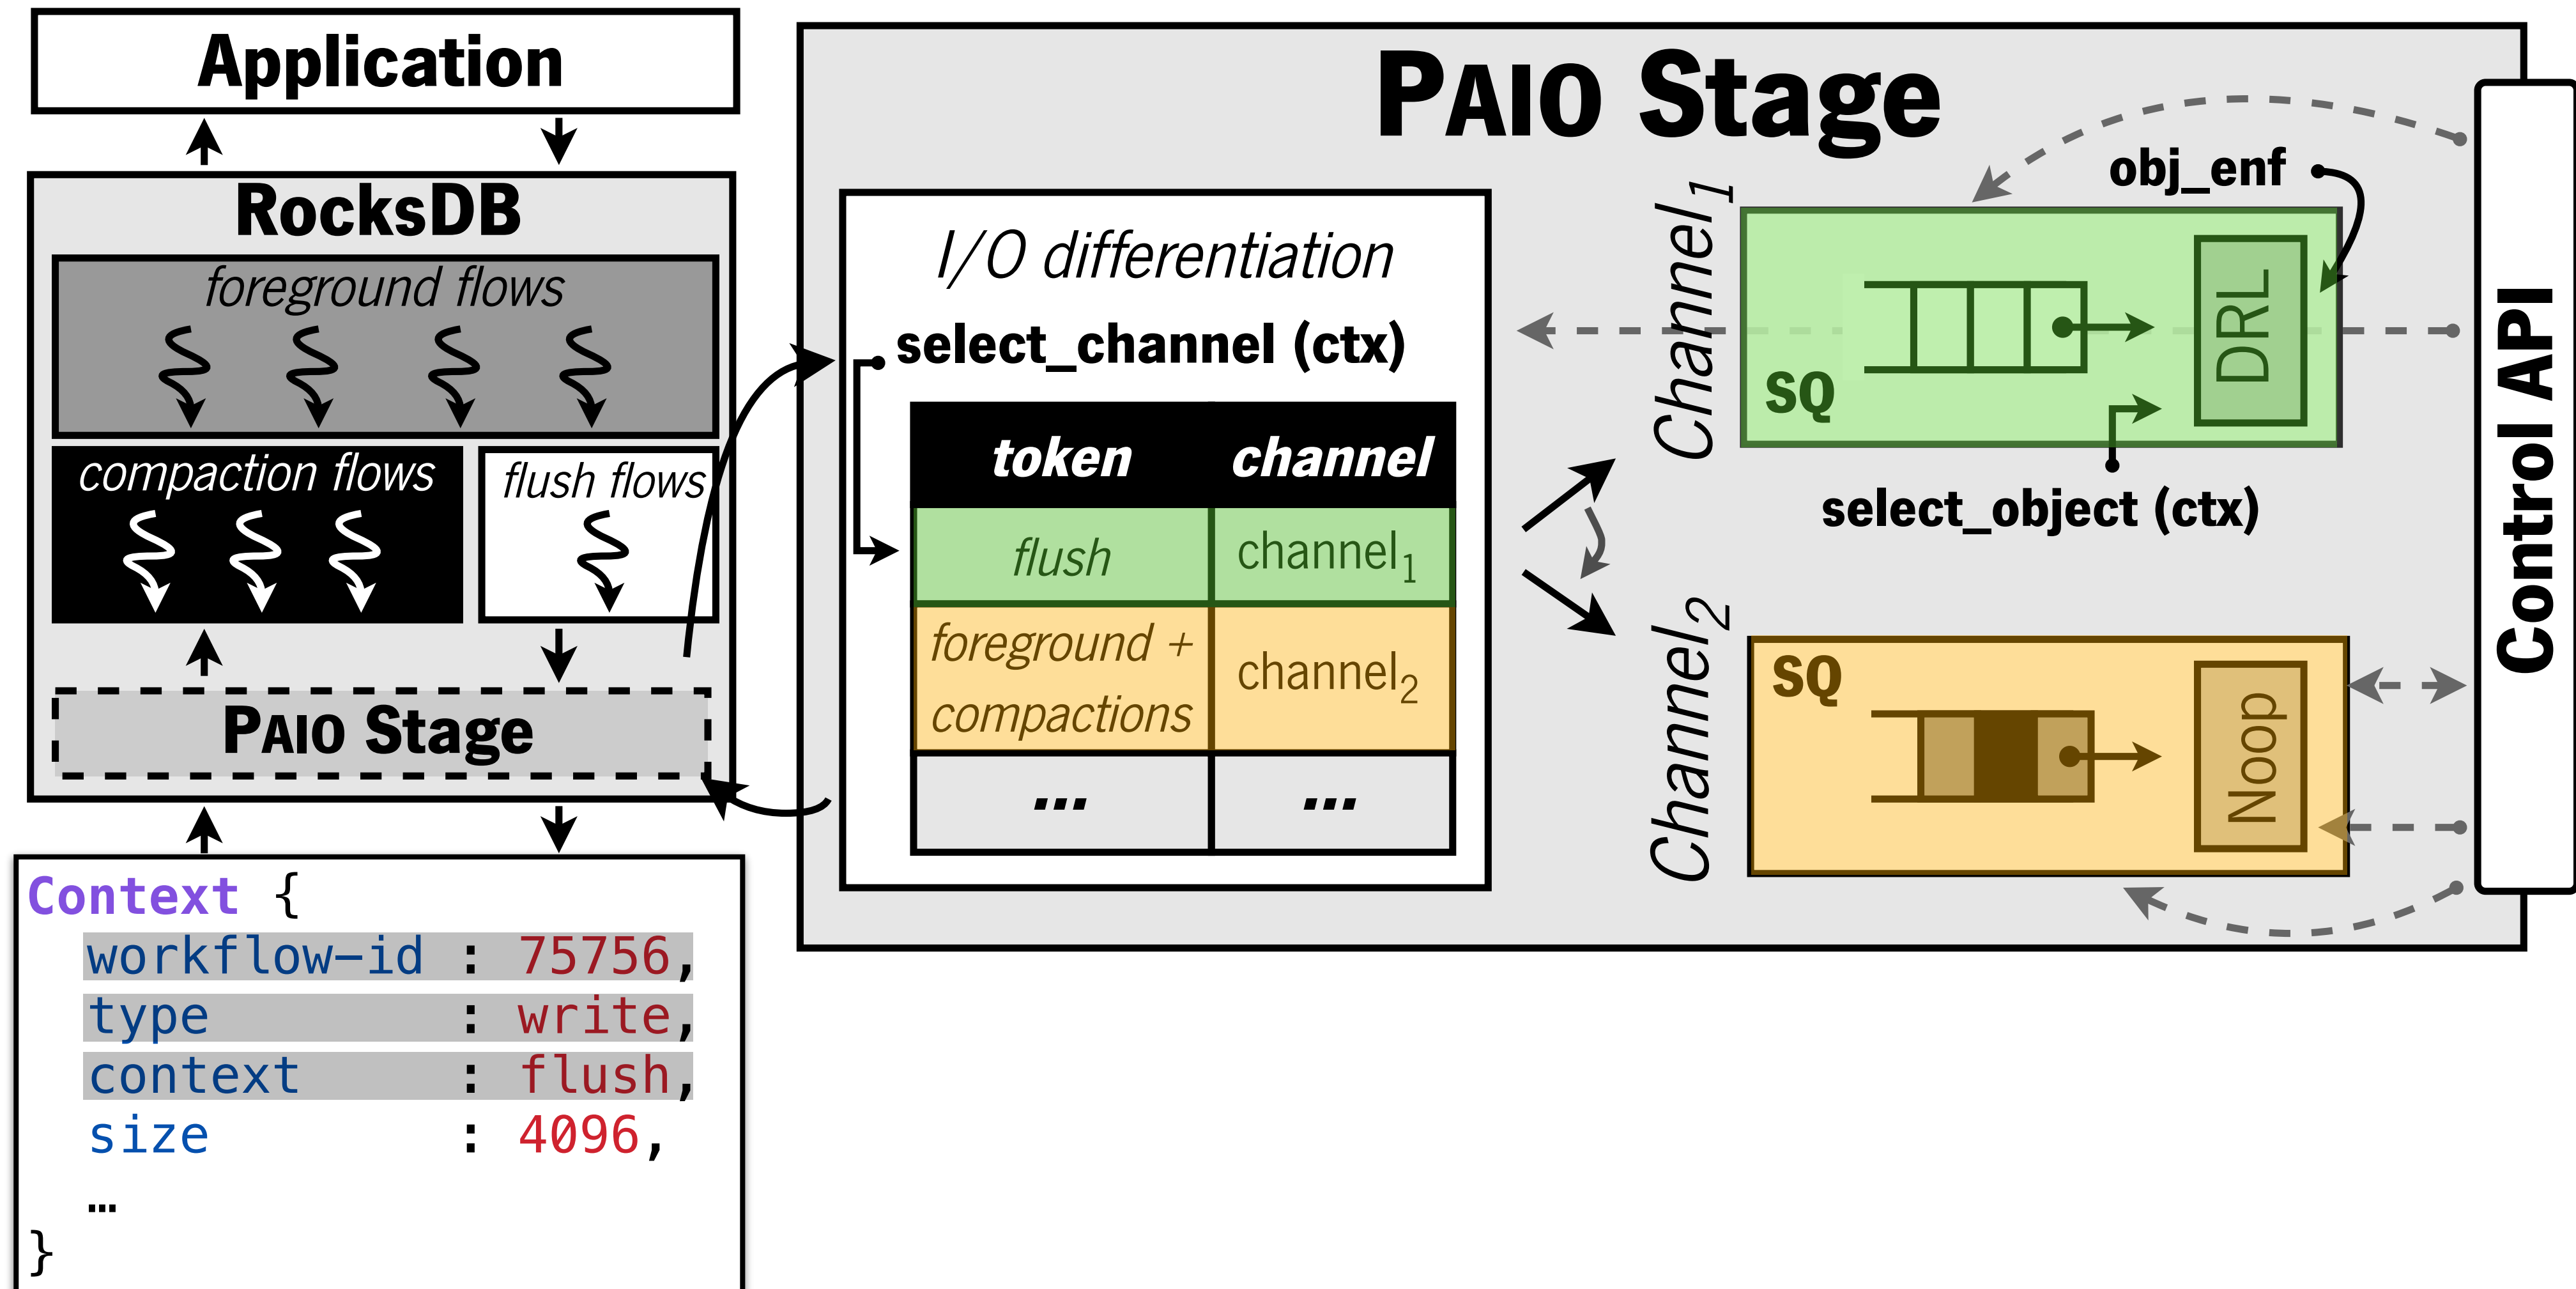 Application
RocksDB
foreground flows
compaction flows
flush flows
PAIO Stage
Context {
workflow-id : 75756,
type : write,
context : flush,
size : 4096,
…
}
PAIO Stage
I/O differentiation
select_channel (ctx)
token channel
flush channel1
foreground +
compactions
channel2
... ...
Channel1
obj_enf
SQ
DRL
select_object (ctx)
Channel2
SQ
Noop
Control API